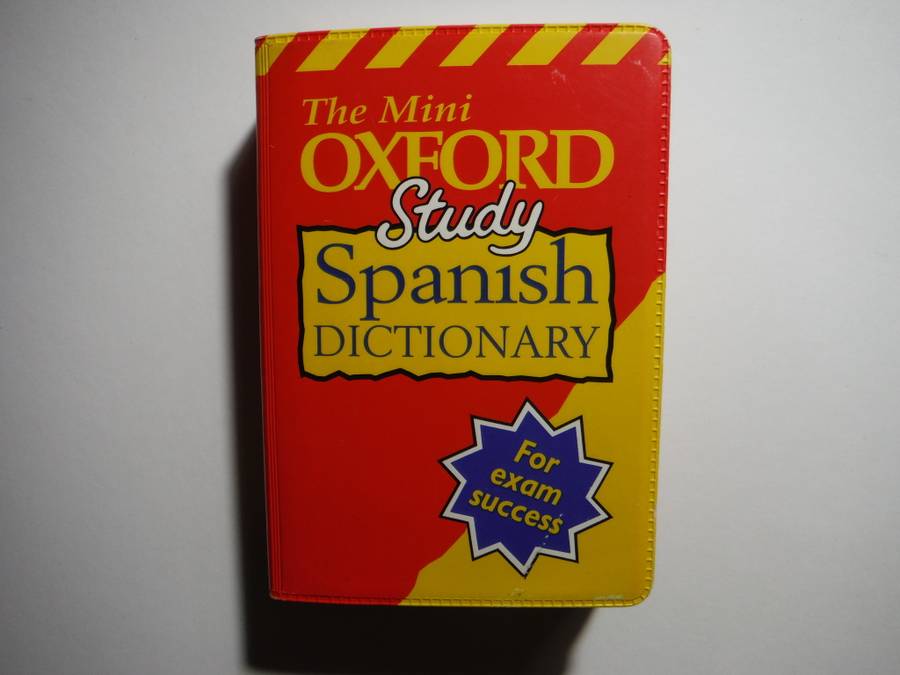 The Mini
OXFORD
Study
Spanish
DICTIONARY
For
exam
success